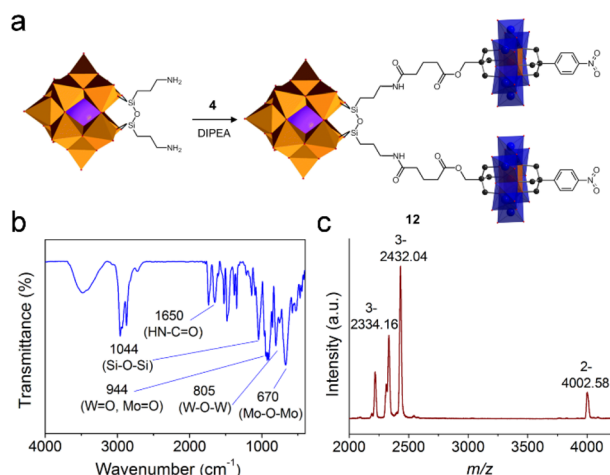 a
NH2
Si
O
Si
NH2
4
DIPEA
O
Si
NH
O
O
O
NO2
O
Si
NH
O
O
O
NO2
12
b
Transmittance (%)
1650
(HN-C=O)
1044
(Si-O-Si)
944
(W=O, Mo=O)
805
(W-O-W)
670
(Mo-O-Mo)
4000 3000 2000 1000
Wavenumber (cm-1)
c
Intensity (a.u.)
3-
2432.04
3-
2334.16
2-
4002.58
2000 2500 3000 3500 4000
m/z